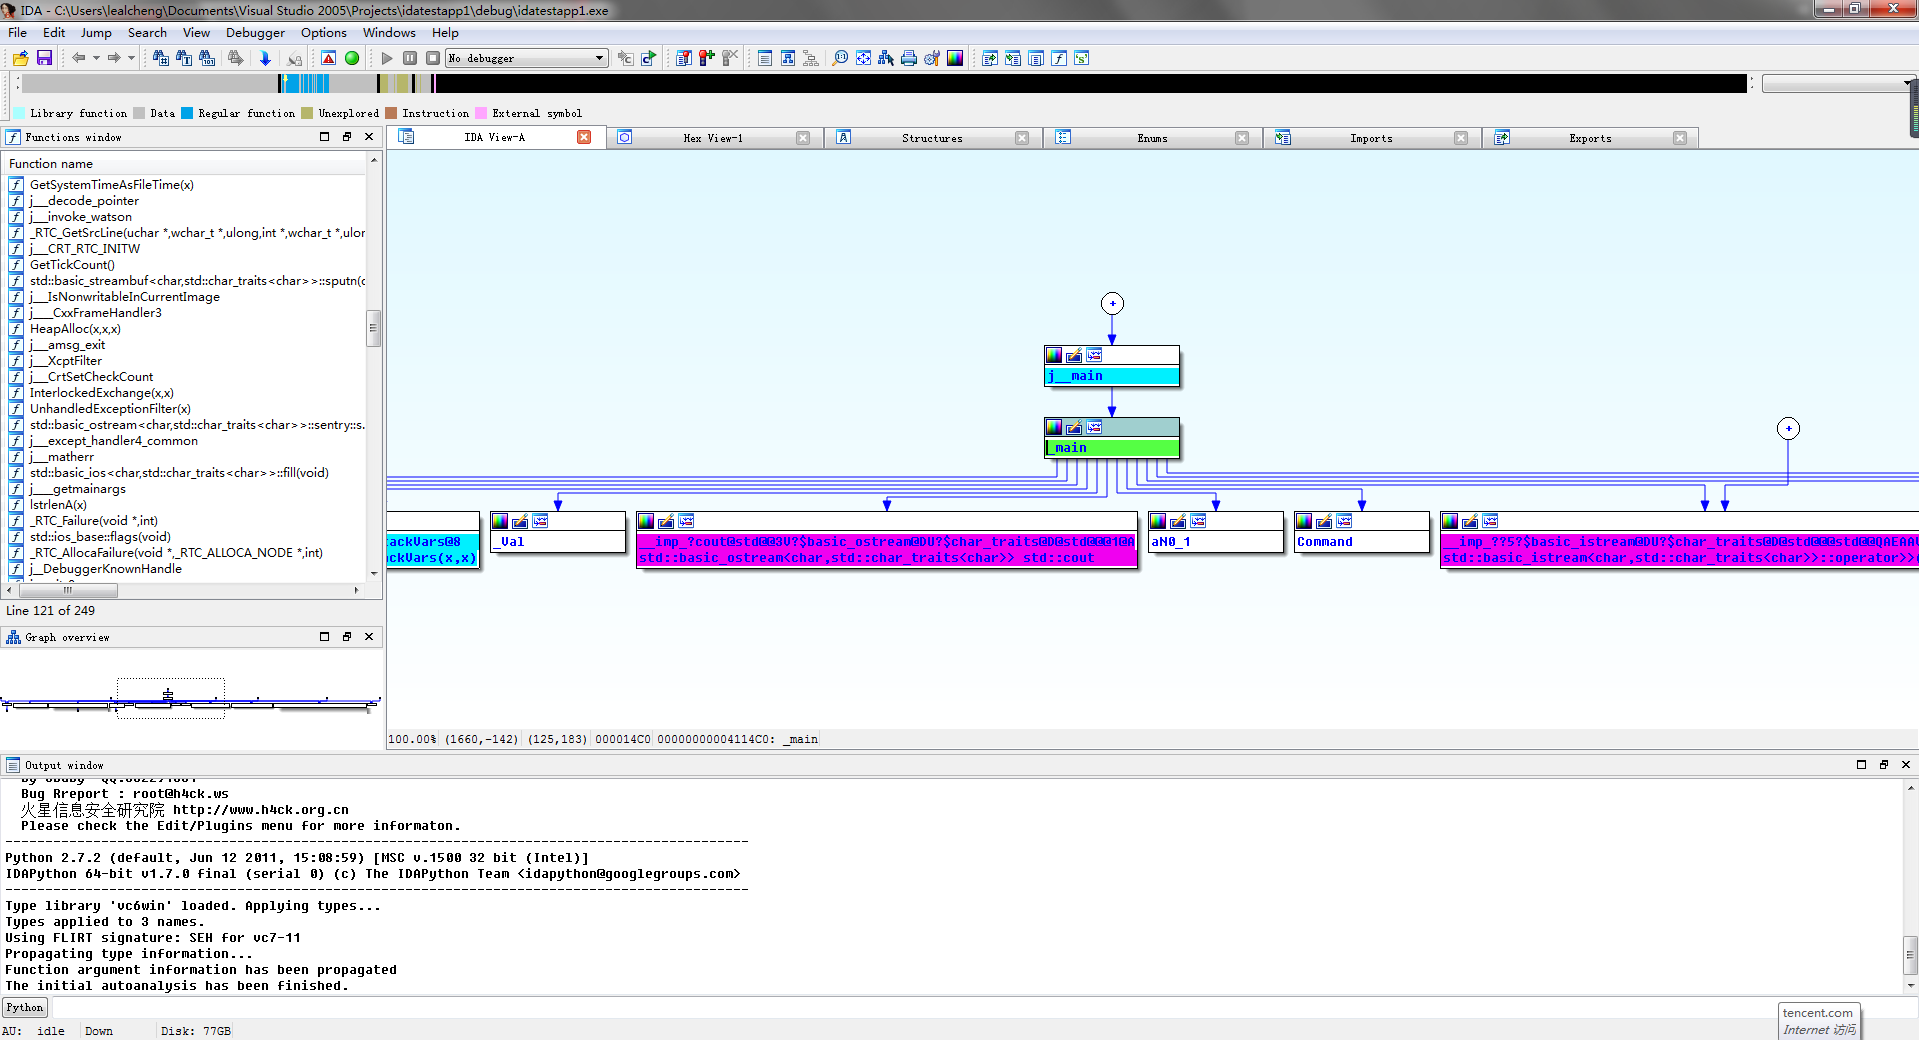 IDA - C:\Users\lealcheng\Documents\Visual Studio 2005\Projects\idatestapp1\debug\idatestapp1.exe
File Edit Jump Search View Debugger Options Windows Help
No debugger
Library function Data Regular function Unexplored Instruction External symbol
Functions window
IDA View-A
Hex View-1
Structures
Enums
Imports
Exports
Function name
GetSystemTimeAsFileTime(x)
j__decode_pointer
j__invoke_watson
_RTC_GetSrcLine(uchar *,wchar_t *,ulong,int *,wchar_t *,ulor
j__CRT_RTC_INITW
GetTickCount()
std::basic_streambuf<char,std::char_traits<char>>::sputn(c
j__IsNonwritableInCurrentImage
j___CxxFrameHandler3
HeapAlloc(x,x,x)
j__amsg_exit
j__XcptFilter
j__CrtSetCheckCount
InterlockedExchange(x,x)
UnhandledExceptionFilter(x)
std::basic_ostream<char,std::char_traits<char>>::sentry::s.
j__except_handler4_common
j__matherr
std::basic_ios<char,std::char_traits<char>>::fill(void)
j___getmainargs
lstrlenA(x)
_RTC_Failure(void *,int)
std::ios_base::flags(void)
_RTC_AllocaFailure(void *,_RTC_ALLOCA_NODE *,int)
j__DebuggerKnownHandle
Line 121 of 249
Graph overview
j__main
_main
tackVars@8
ackVars(x,x)
_Val
__imp_?cout@std@@3V?$basic_ostream@DU?$char_traits@D@std@@@1@A
std::basic_ostream<char,std::char_traits<char>> std::cout
aN0_1
Command
__imp_??5?$basic_istream@DU?$char_traits@D@std@@@std@@QAEAAV
std::basic_istream<char,std::char_traits<char>>::operator>>(
100.00% (1660,-142) (125,183) 000014C0 00000000004114C0: _main
Output window
Bug Rreport : root@h4ck.ws
火星信息安全研究院 http://www.h4ck.org.cn
Please check the Edit/Plugins menu for more informaton.
Python 2.7.2 (default, Jun 12 2011, 15:08:59) [MSC v.1500 32 bit (Intel)]
IDAPython 64-bit v1.7.0 final (serial 0) (c) The IDAPython Team <idapython@googlegroups.com>
Type library 'vc6win' loaded. Applying types...
Types applied to 3 names.
Using FLIRT signature: SEH for vc7-11
Propagating type information...
Function argument information has been propagated
The initial autoanalysis has been finished.
Python
AU: idle Down Disk: 77GB
tencent.com
Internet 访问